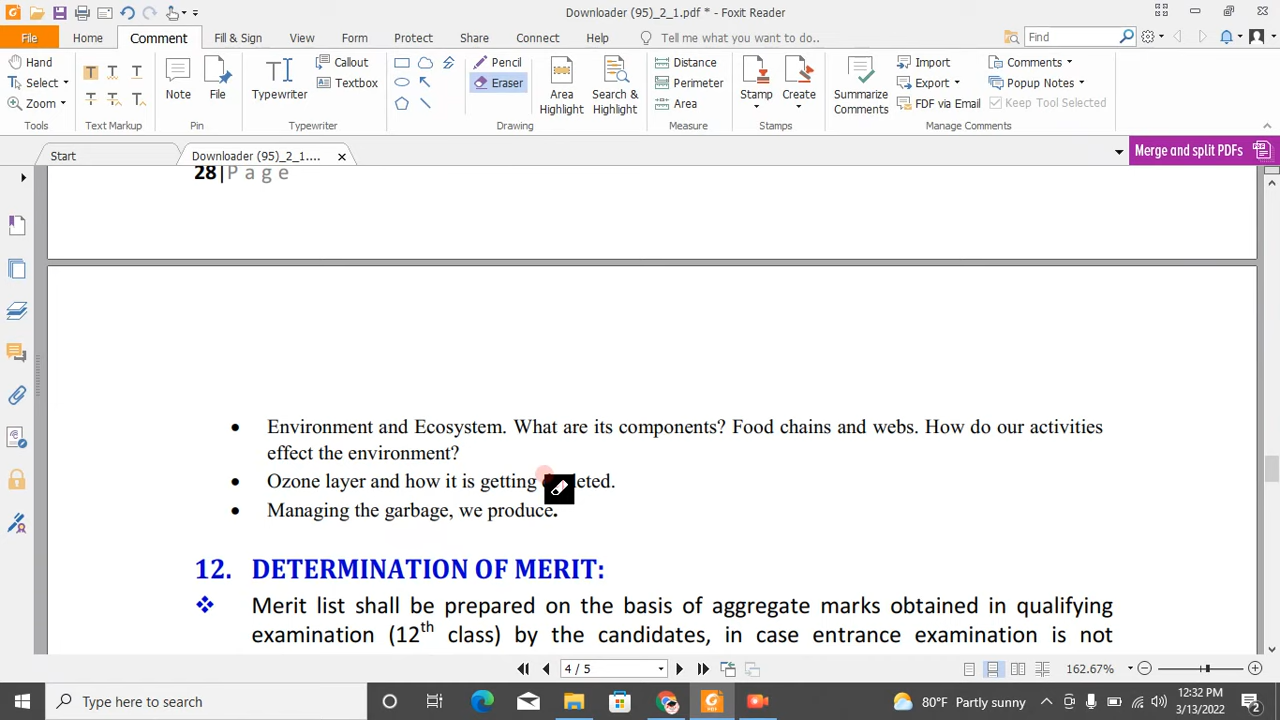 Downloader (95)_2_1.pdf * - Foxit Reader
File Home Comment Fill & Sign View Form Protect Share Connect Help Tell me what you want to do.. Find
Hand
Select
Zoom
Tools
Text Markup
Note
File
Pin
Typewriter
Callout
Textbox
Typewriter
Pencil
Eraser
Drawing
Area Highlight
Search & Highlight
Distance
Perimeter
Area
Measure
Stamp
Create
Stamps
Summarize Comments
Import
Export
FDF via Email
Comments
Popup Notes
Keep Tool Selected
Manage Comments
Start
Downloader (95)_2_1....
Merge and split PDFs
28|Page
• Environment and Ecosystem. What are its components? Food chains and webs. How do our activities
effect the environment?
• Ozone layer and how it is getting
• Managing the garbage, we produce.
12. DETERMINATION OF MERIT:
❖ Merit list shall be prepared on the basis of aggregate marks obtained in qualifying
examination (12th class) by the candidates, in case entrance examination is not
4 / 5
162.67%
Type here to search
80°F Partly sunny
12:32 PM
3/13/2022
2